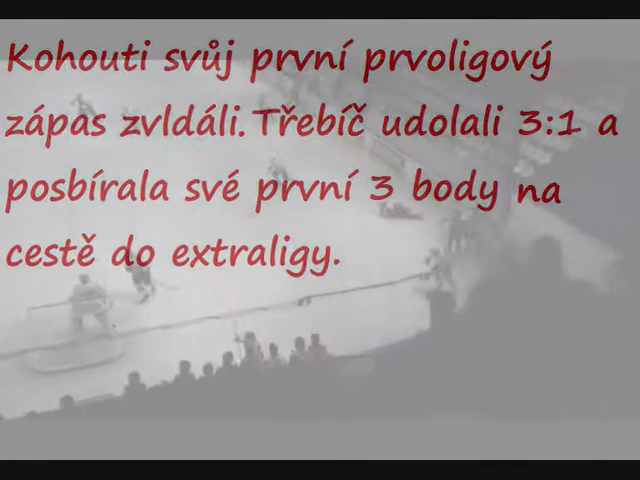 Kohouti svůj první prvoligový
zápas zvldáli. Třebíč udolali 3:1 a
posbírala své první 3 body na
cestě do extraligy.